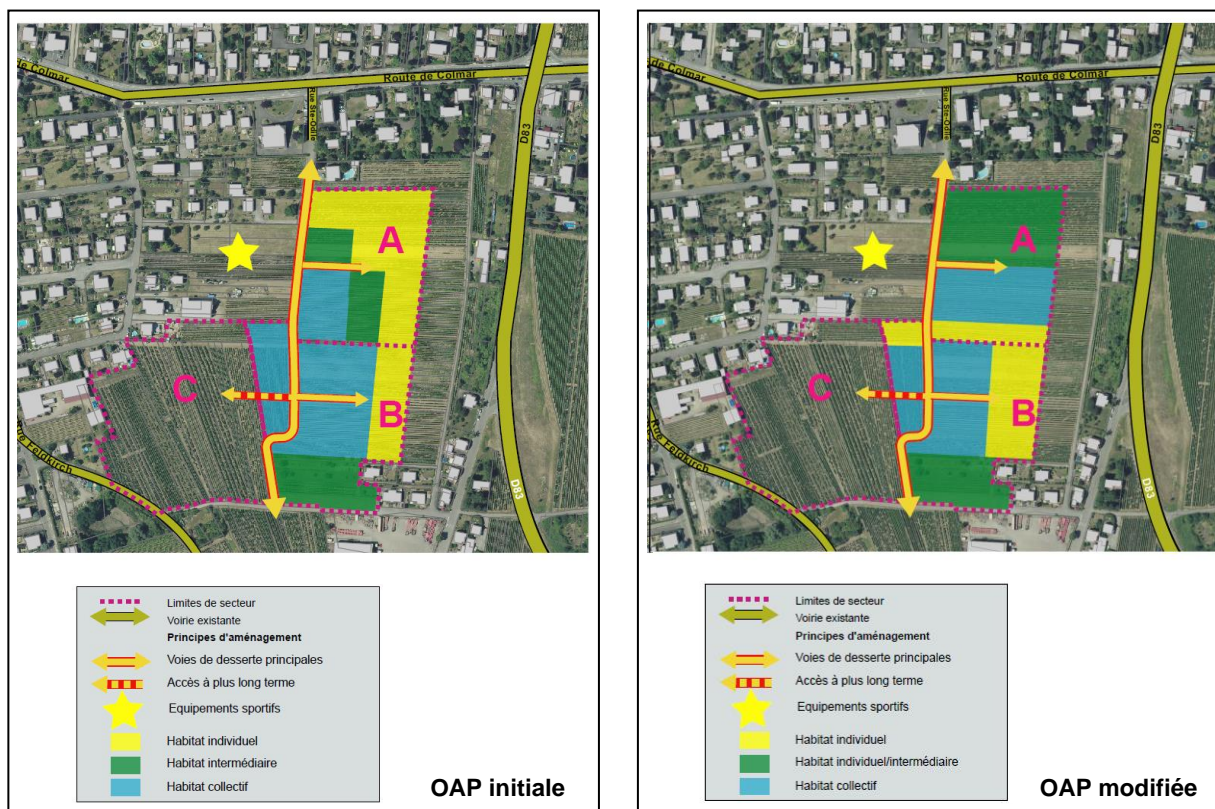 de Colmar
Route de Colmar
Rue Ste-Odile
D83
A
C
B
Rue Feldkirch
D83
Limites de secteur
Voirie existante
Principes d'aménagement
Voies de desserte principales
Accès à plus long terme
Equipements sportifs
Habitat individuel
Habitat intermédiaire
Habitat collectif
OAP initiale
de Colmar
Route de Colmar
Rue Ste-Odile
D83
A
C
B
Rue Feldkirch
D83
Limites de secteur
Voirie existante
Principes d'aménagement
Voies de desserte principales
Accès à plus long terme
Equipements sportifs
Habitat individuel
Habitat individuel/intermédiaire
Habitat collectif
OAP modifiée